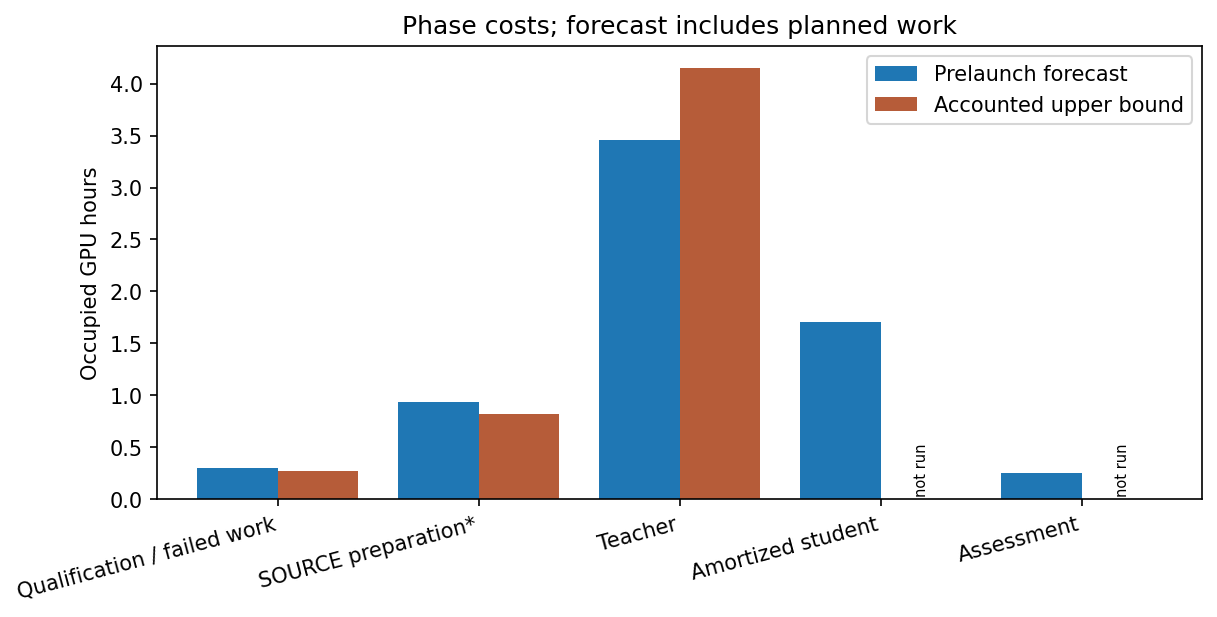 Phase costs; forecast includes planned work
Prelaunch forecast
Accounted upper bound
Occupied GPU hours
4.0
3.5
3.0
2.5
2.0
1.5
1.0
0.5
0.0
not run
not run
Qualification / failed work
SOURCE preparation*
Teacher
Amortized student
Assessment